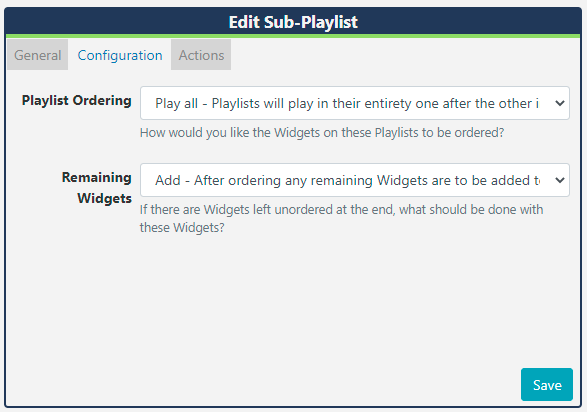 Edit Sub-Playlist
General Configuration Actions
Playlist Ordering Play all - Playlists will play in their entirety one after the other i
How would you like the Widgets on these Playlists to be ordered?
Remaining Widgets Add - After ordering any remaining Widgets are to be added to
If there are Widgets left unordered at the end, what should be done with
these Widgets?
Save